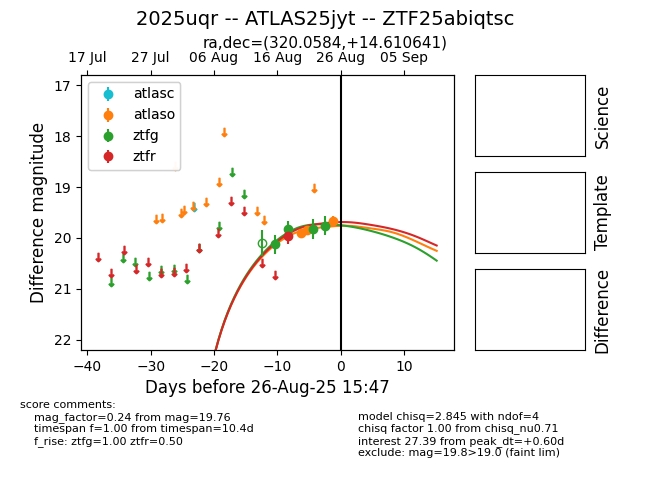 2025uqr -- ATLAS25jyt -- ZTF25abiqtsc
ra,dec=(320.0584,+14.610641)
17 Jul 27 Jul 06 Aug 16 Aug 26 Aug 05 Sep
17
18
19
20
21
22
Difference magnitude
atlasc
atlaso
ztfg
ztfr
−40 −30 −20 −10 0 10
Days before 26-Aug-25 15:47
Science
Template
Difference
score comments:
mag_factor=0.24 from mag=19.76
timespan f=1.00 from timespan=10.4d
f_rise: ztfg=1.00 ztfr=0.50
model chisq=2.845 with ndof=4
chisq factor 1.00 from chisq_nu0.71
interest 27.39 from peak_dt=+0.60d
exclude: mag=19.8>19.0 (faint lim)